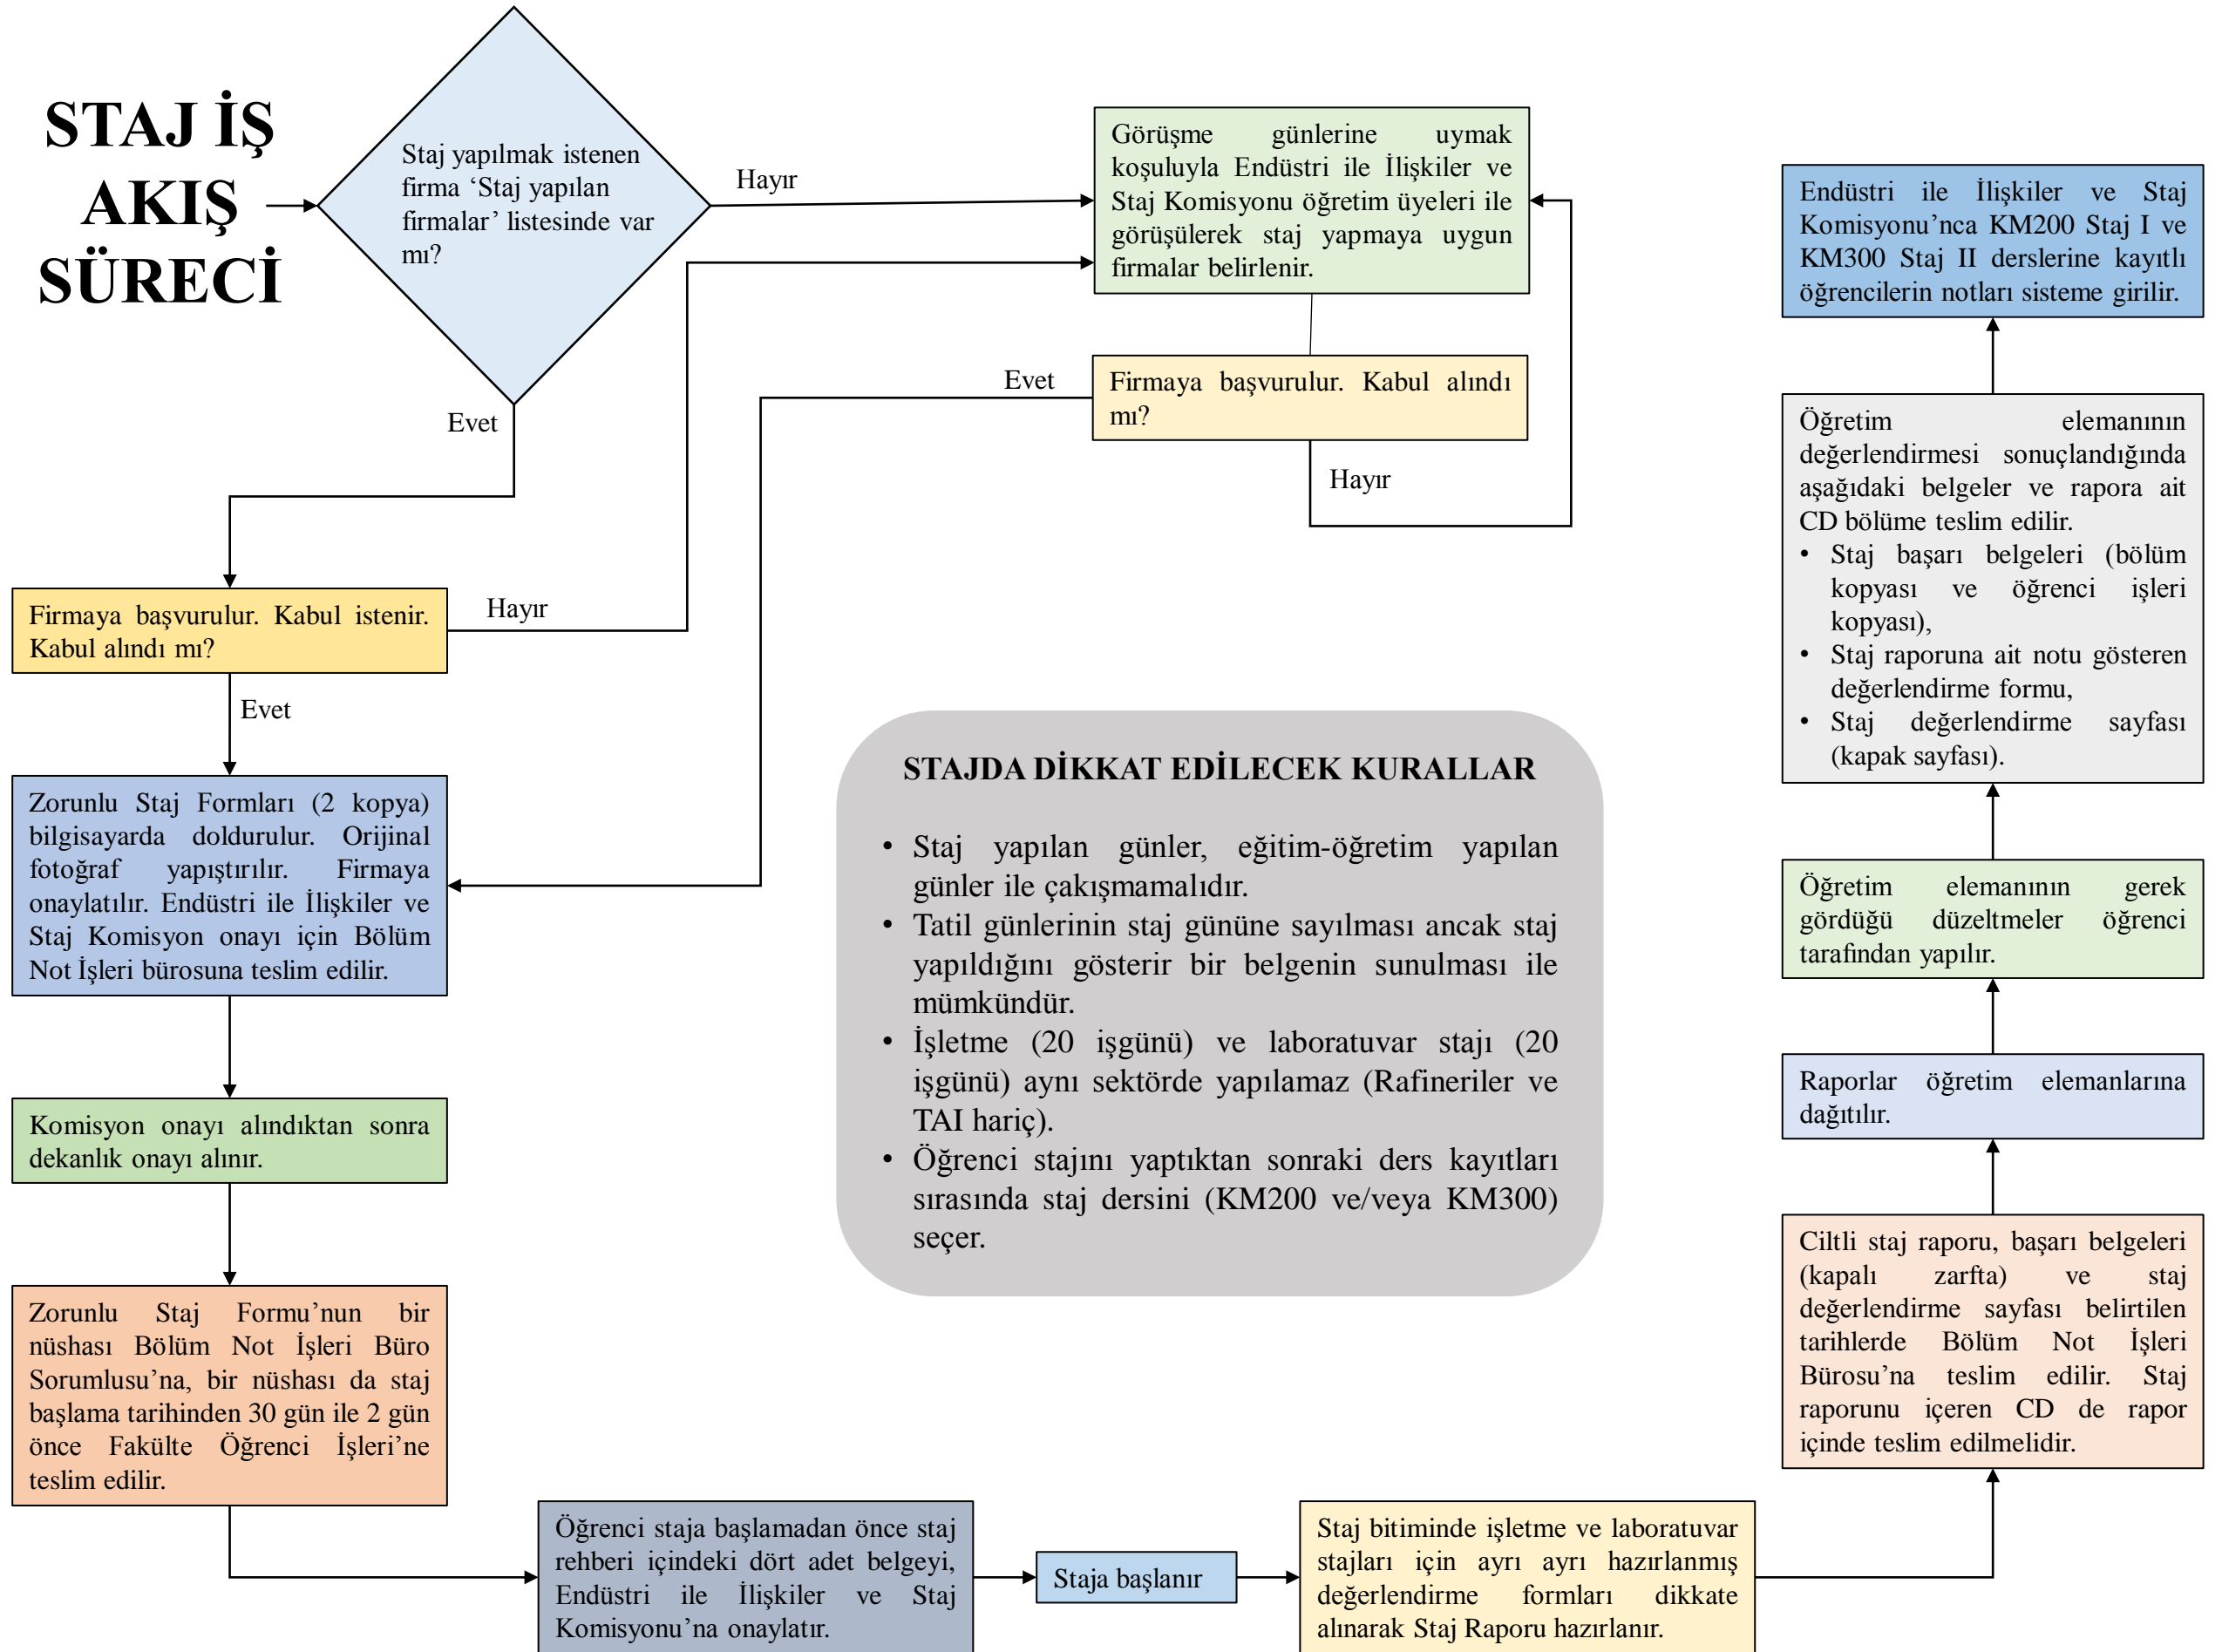 STAJ İŞ
AKIŞ
SÜRECİ
Staj yapılmak istenen
firma ‘Staj yapılan
firmalar’ listesinde var
mı?
Hayır
Evet
Görüşme günlerine uymak
koşuluyla Endüstri ile İlişkiler ve
Staj Komisyonu öğretim üyeleri ile
görüşülerek staj yapmaya uygun
firmalar belirlenir.
Evet
Firmaya başvurulur. Kabul alındı
mı?
Hayır
Firmaya başvurulur. Kabul istenir.
Kabul alındı mı?
Hayır
Evet
Zorunlu Staj Formları (2 kopya)
bilgisayarda doldurulur. Orijinal
fotoğraf yapıştırılır. Firmaya
onaylatılır. Endüstri ile İlişkiler ve
Staj Komisyon onayı için Bölüm
Not İşleri bürosuna teslim edilir.
Komisyon onayı alındıktan sonra
dekanlık onayı alınır.
Zorunlu Staj Formu’nun bir
nüshası Bölüm Not İşleri Büro
Sorumlusu’na, bir nüshası da staj
başlama tarihinden 30 gün ile 2 gün
önce Fakülte Öğrenci İşleri’ne
teslim edilir.
Öğrenci staja başlamadan önce staj
rehberi içindeki dört adet belgeyi,
Endüstri ile İlişkiler ve Staj
Komisyonu’na onaylatır.
Staja başlanır
Staj bitiminde işletme ve laboratuvar
stajları için ayrı ayrı hazırlanmış
değerlendirme formları dikkate
alınarak Staj Raporu hazırlanır.
Ciltli staj raporu, başarı belgeleri
(kapalı zarfta) ve staj
değerlendirme sayfası belirtilen
tarihlerde Bölüm Not İşleri
Bürosu’na teslim edilir. Staj
raporunu içeren CD de rapor
içinde teslim edilmelidir.
Raporlar öğretim elemanlarına
dağıtılır.
Öğretim elemanının gerek
gördüğü düzeltmeler öğrenci
tarafından yapılır.
Öğretim elemanının
değerlendirmesi sonuçlandığında
aşağıdaki belgeler ve rapora ait
CD bölüme teslim edilir.
• Staj başarı belgeleri (bölüm
kopyası ve öğrenci işleri
kopyası),
• Staj raporuna ait notu gösteren
değerlendirme formu,
• Staj değerlendirme sayfası
(kapak sayfası).
Endüstri ile İlişkiler ve Staj
Komisyonu’nca KM200 Staj I ve
KM300 Staj II derslerine kayıtlı
öğrencilerin notları sisteme girilir.
STAJDA DİKKAT EDİLECEK KURALLAR
• Staj yapılan günler, eğitim-öğretim yapılan
günler ile çakışmamalıdır.
• Tatil günlerinin staj gününe sayılması ancak staj
yapıldığını gösterir bir belgenin sunulması ile
mümkündür.
• İşletme (20 işgünü) ve laboratuvar stajı (20
işgünü) aynı sektörde yapılamaz (Rafineriler ve
TAI hariç).
• Öğrenci stajını yaptıktan sonraki ders kayıtları
sırasında staj dersini (KM200 ve/veya KM300)
seçer.